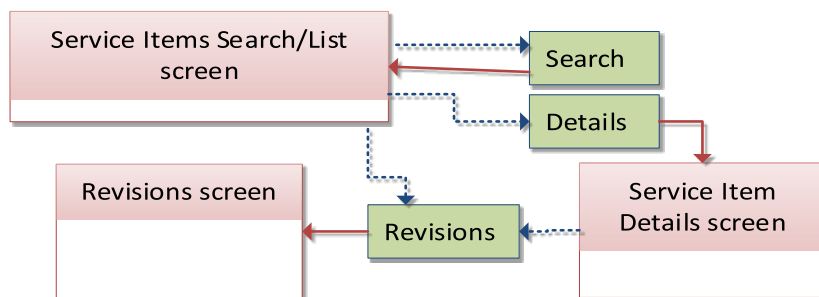 Service Items Search/List
screen
Search
Details
Revisions screen
Service Item
Details screen
Revisions